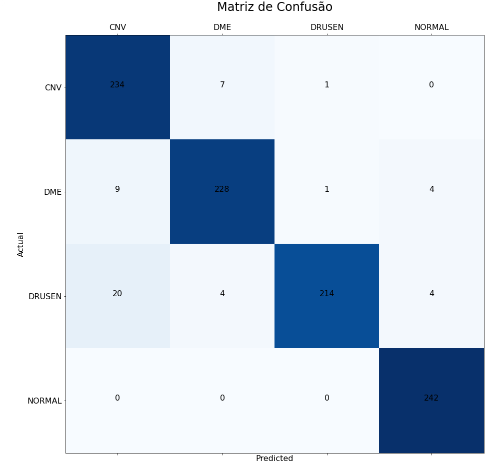 Matriz de Confusão
CNV DME DRUSEN NORMAL
CNV 234 7 1 0
DME 9 228 1 4
Actual
DRUSEN 20 4 214 4
NORMAL 0 0 0 242
Predicted